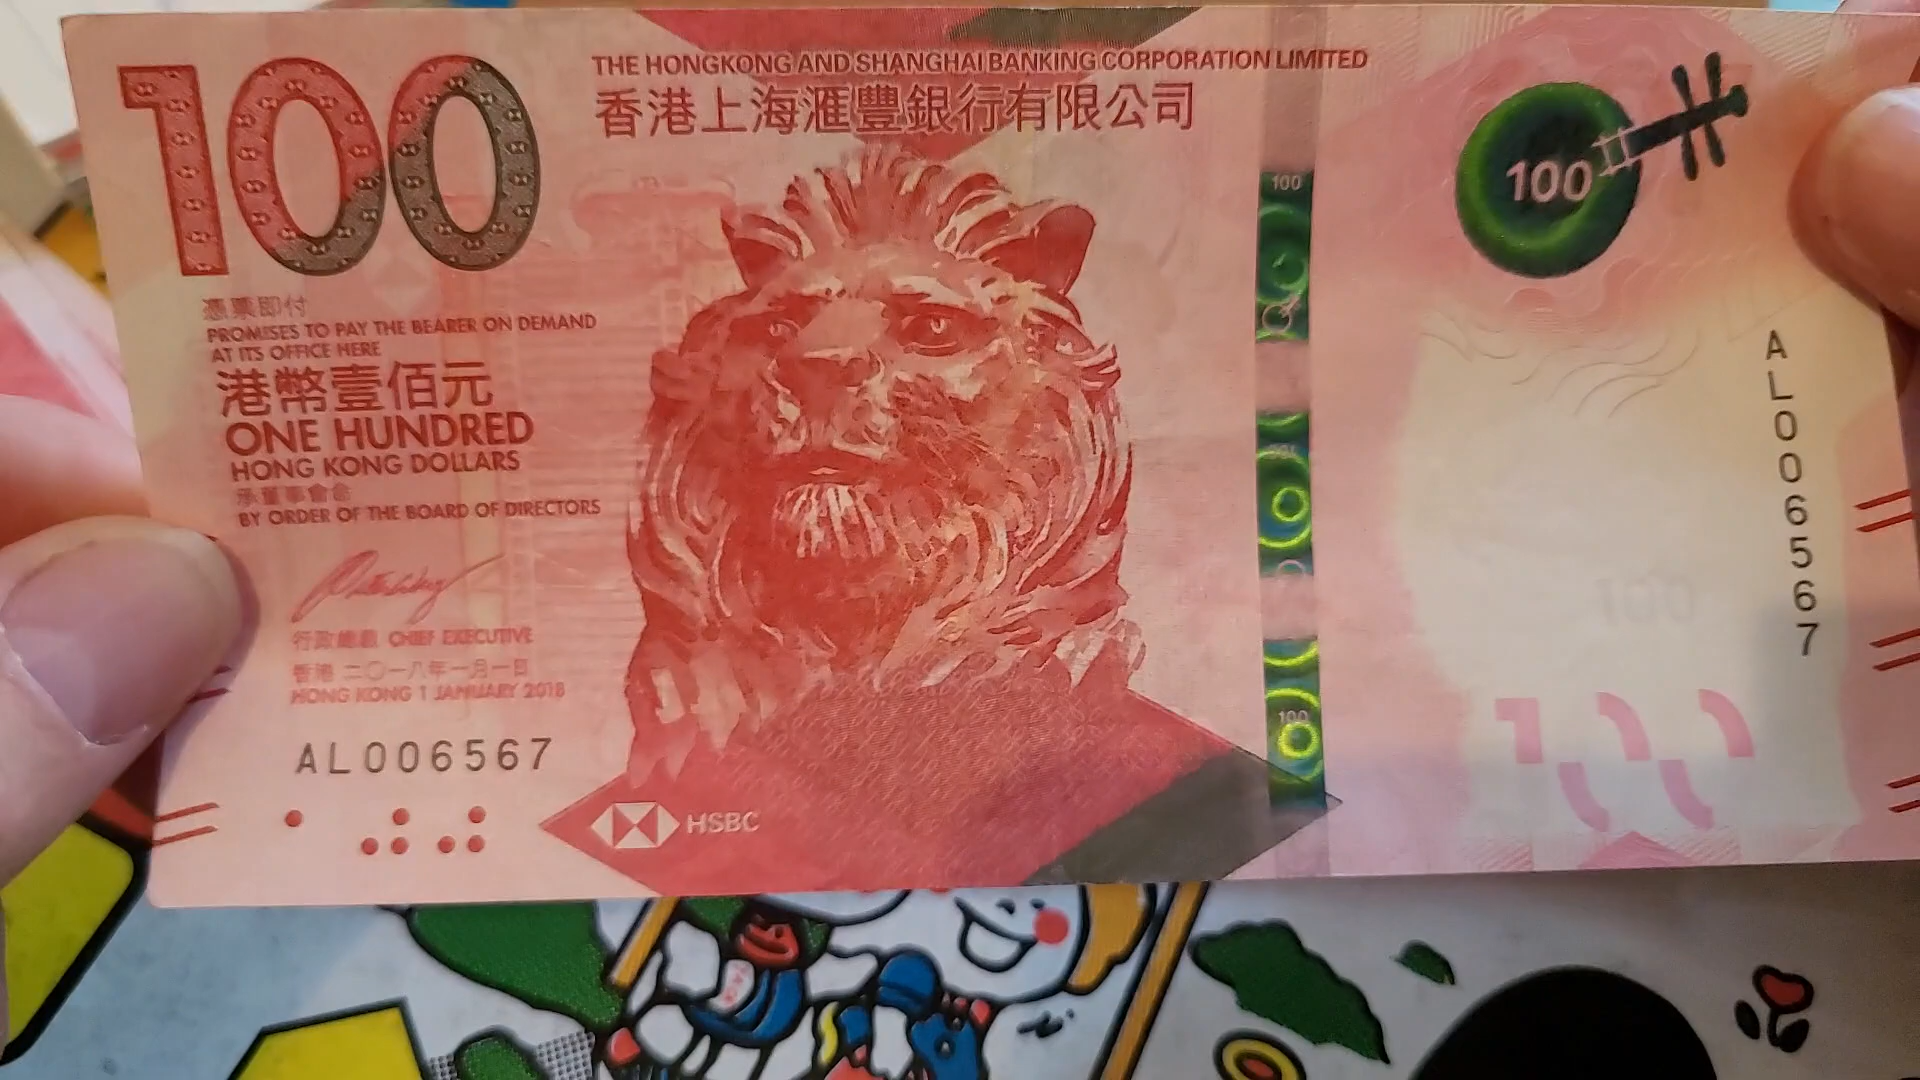 100
THE HONGKONG AND SHANGHAI BANKING CORPORATION LIMITED
香港上海滙豐銀行有限公司
100
100
憑票即付
PROMISES TO PAY THE BEARER ON DEMAND
AT ITS OFFICE HERE
港幣壹佰元
ONE HUNDRED
HONG KONG DOLLARS
承董事會命
BY ORDER OF THE BOARD OF DIRECTORS
行政總裁 CHIEF EXECUTIVE
香港 二〇一八年一月一日
HONG KONG 1 JANUARY 2018
AL006567
AL006567
100
100
100
HSBC